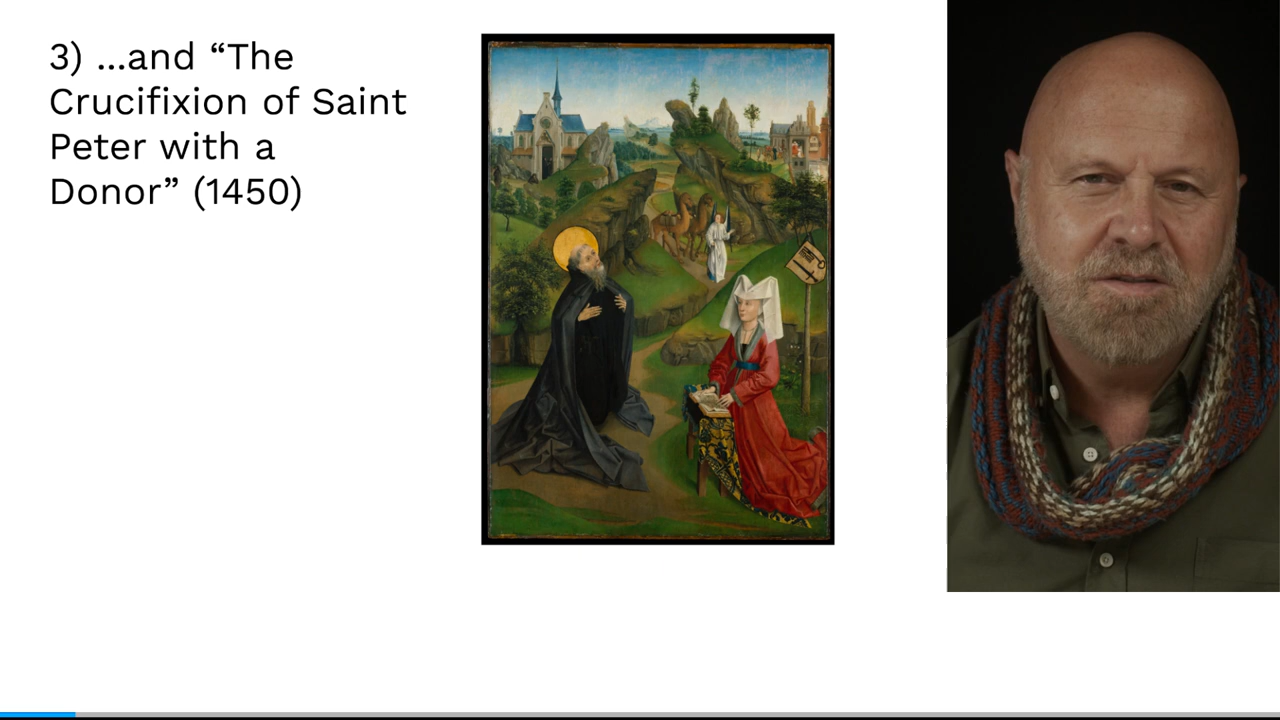 3) …and “The
Crucifixion of Saint
Peter with a
Donor” (1450)